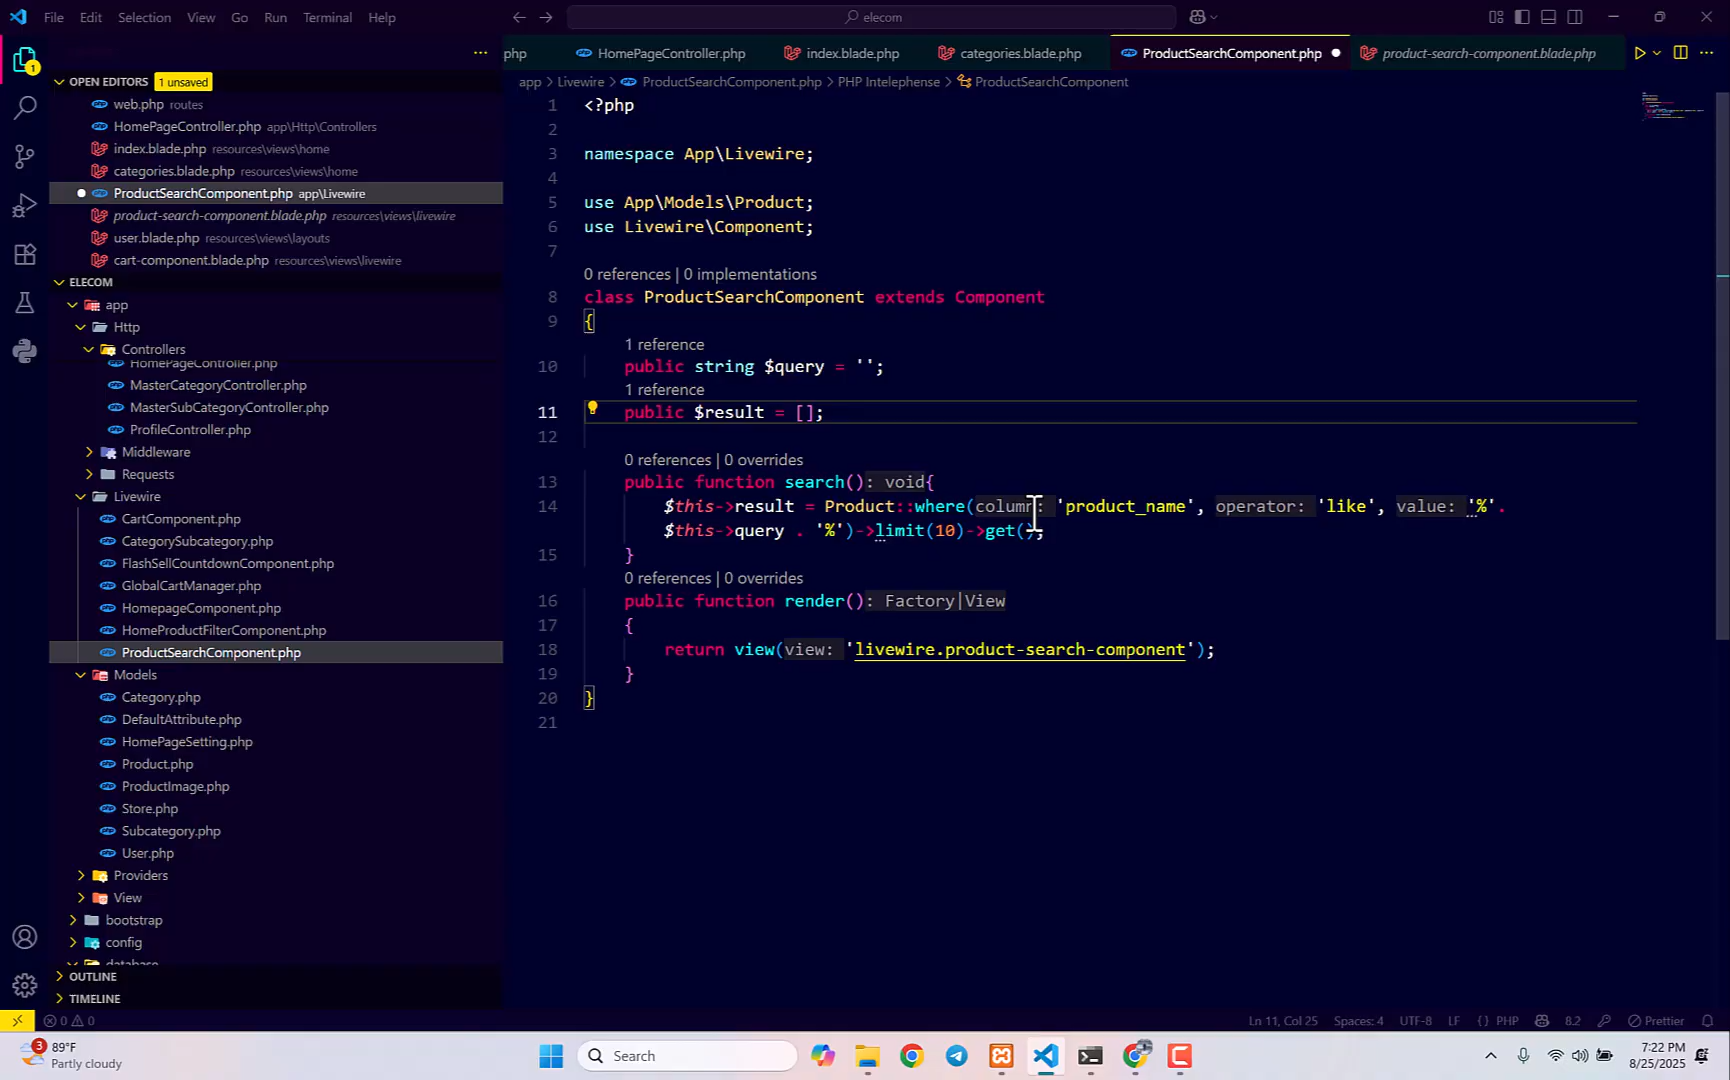 File Edit Selection View Go Run Terminal Help
elecom
php HomePageController.php index.blade.php categories.blade.php ProductSearchComponent.php product-search-component.blade.php
app > Livewire > ProductSearchComponent.php > PHP Intelephense > ProductSearchComponent
OPEN EDITORS 1 unsaved
web.php routes
HomePageController.php app\Http\Controllers
index.blade.php resources\views\home
categories.blade.php resources\views\home
ProductSearchComponent.php app\Livewire
product-search-component.blade.php resources\views\livewire
user.blade.php resources\views\layouts
cart-component.blade.php resources\views\livewire
ELECOM
app
Http
Controllers
HomePageController.php
MasterCategoryController.php
MasterSubCategoryController.php
ProfileController.php
Middleware
Requests
Livewire
CartComponent.php
CategorySubcategory.php
FlashSellCountdownComponent.php
GlobalCartManager.php
HomepageComponent.php
HomeProductFilterComponent.php
ProductSearchComponent.php
Models
Category.php
DefaultAttribute.php
HomePageSetting.php
Product.php
ProductImage.php
Store.php
Subcategory.php
User.php
Providers
View
bootstrap
config
database
OUTLINE
TIMELINE
1 <?php
2
3 namespace App\Livewire;
4
5 use App\Models\Product;
6 use Livewire\Component;
7
0 references | 0 implementations
8 class ProductSearchComponent extends Component
9 {
1 reference
10 public string $query = '';
1 reference
11 public $result = [];
12
0 references | 0 overrides
13 public function search(): void{
14 $this->result = Product::where(column: 'product_name', operator: 'like', value: '%'.
$this->query . '%')->limit(10)->get();
15 }
0 references | 0 overrides
16 public function render(): Factory|View
17 {
18 return view(view: 'livewire.product-search-component');
19 }
20 }
21
0 0 Ln 11, Col 25 Spaces: 4 UTF-8 LF {} PHP 8.2 Prettier
3 89°F
Partly cloudy
Search
7:22 PM
8/25/2025